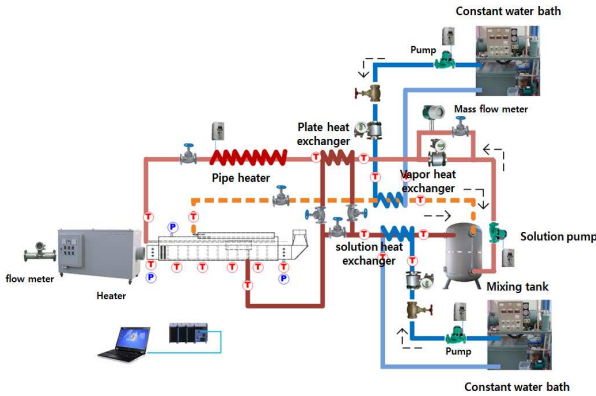 Constant water bath
Pump
Mass flow meter
Plate heat
exchanger
Pipe heater
Vapor heat
exchanger
T
T
T
T
T
T
P
T
T
solution heat
exchanger
T
T
Solution pump
flow meter
Heater
T
P
T
T
T
T
T
P
T
T
Mixing tank
Pump
Constant water bath